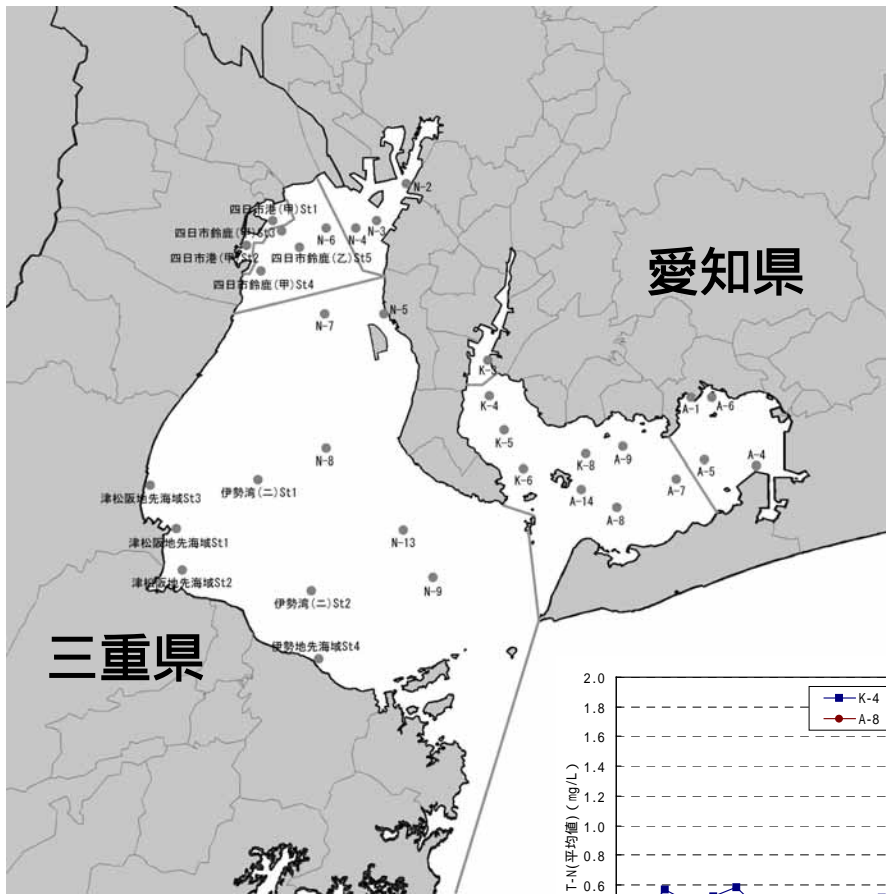 N-2
四日市港(甲)St1
四日市鈴鹿(甲)St3
N-6
N-4
N-3
四日市港(甲)St2
四日市鈴鹿(乙)St5
四日市鈴鹿(甲)St4
愛知県
N-7
N-5
K-3
K-4
A-1
A-6
K-5
N-8
K-6
K-8
A-9
A-5
A-4
津松阪地先海域St3
伊勢湾(二)St1
A-14
A-7
A-8
津松阪地先海域St1
N-13
津松阪地先海域St2
N-9
伊勢湾(二)St2
三重県
伊勢地先海域St4
2.0
1.8
1.6
1.4
1.2
1.0
0.8
0.6
T-N(平均値)(mg/L)
K-4
A-8